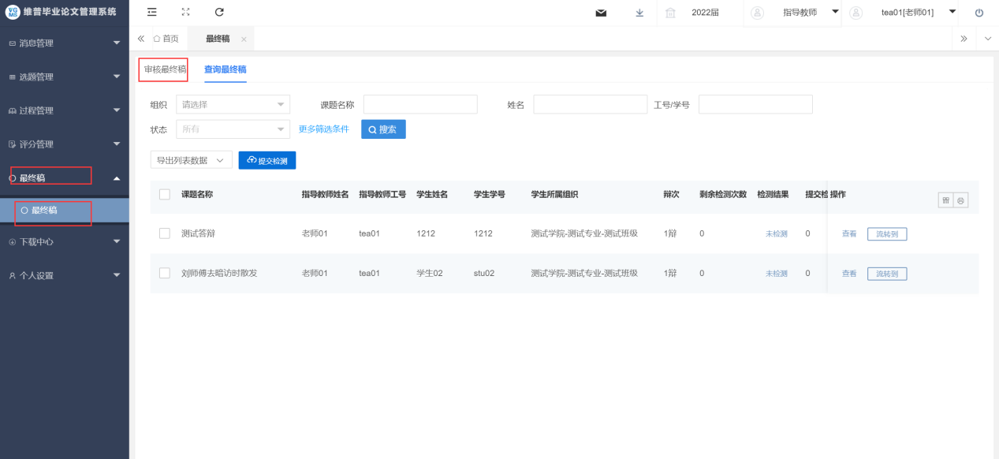 VG
MS
维普毕业论文管理系统
2022届 指导教师 tea01[老师01]
消息管理
选题管理
过程管理
评分管理
最终稿
最终稿
下载中心
个人设置
首页 最终稿
审核最终稿 查询最终稿
组织 请选择 课题名称 姓名 工号/学号
状态 所有 更多筛选条件 搜索
导出列表数据 提交检测
课题名称 指导教师姓名 指导教师工号 学生姓名 学生学号 学生所属组织 辩次 剩余检测次数 检测结果 提交检 操作
测试答辩 老师01 tea01 1212 1212 测试学院-测试专业-测试班级 1辩 0 未检测 0 查看 流转到
刘师傅去暗访时散发 老师01 tea01 学生02 stu02 测试学院-测试专业-测试班级 1辩 0 未检测 0 查看 流转到